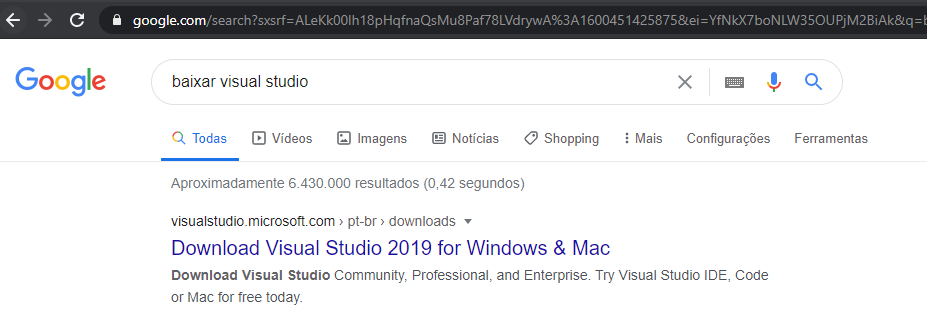 google.com/search?sxsrf=ALeKk00lh18pHqfnaQsMu8Paf78LVdrywA%3A1600451425875&ei=YfNkX7boNLW35OUPjM2BiAk&q=b
Google baixar visual studio
Todas Vídeos Imagens Notícias Shopping Mais Configurações Ferramentas
Aproximadamente 6.430.000 resultados (0,42 segundos)
visualstudio.microsoft.com › pt-br › downloads
Download Visual Studio 2019 for Windows & Mac
Download Visual Studio Community, Professional, and Enterprise. Try Visual Studio IDE, Code
or Mac for free today.